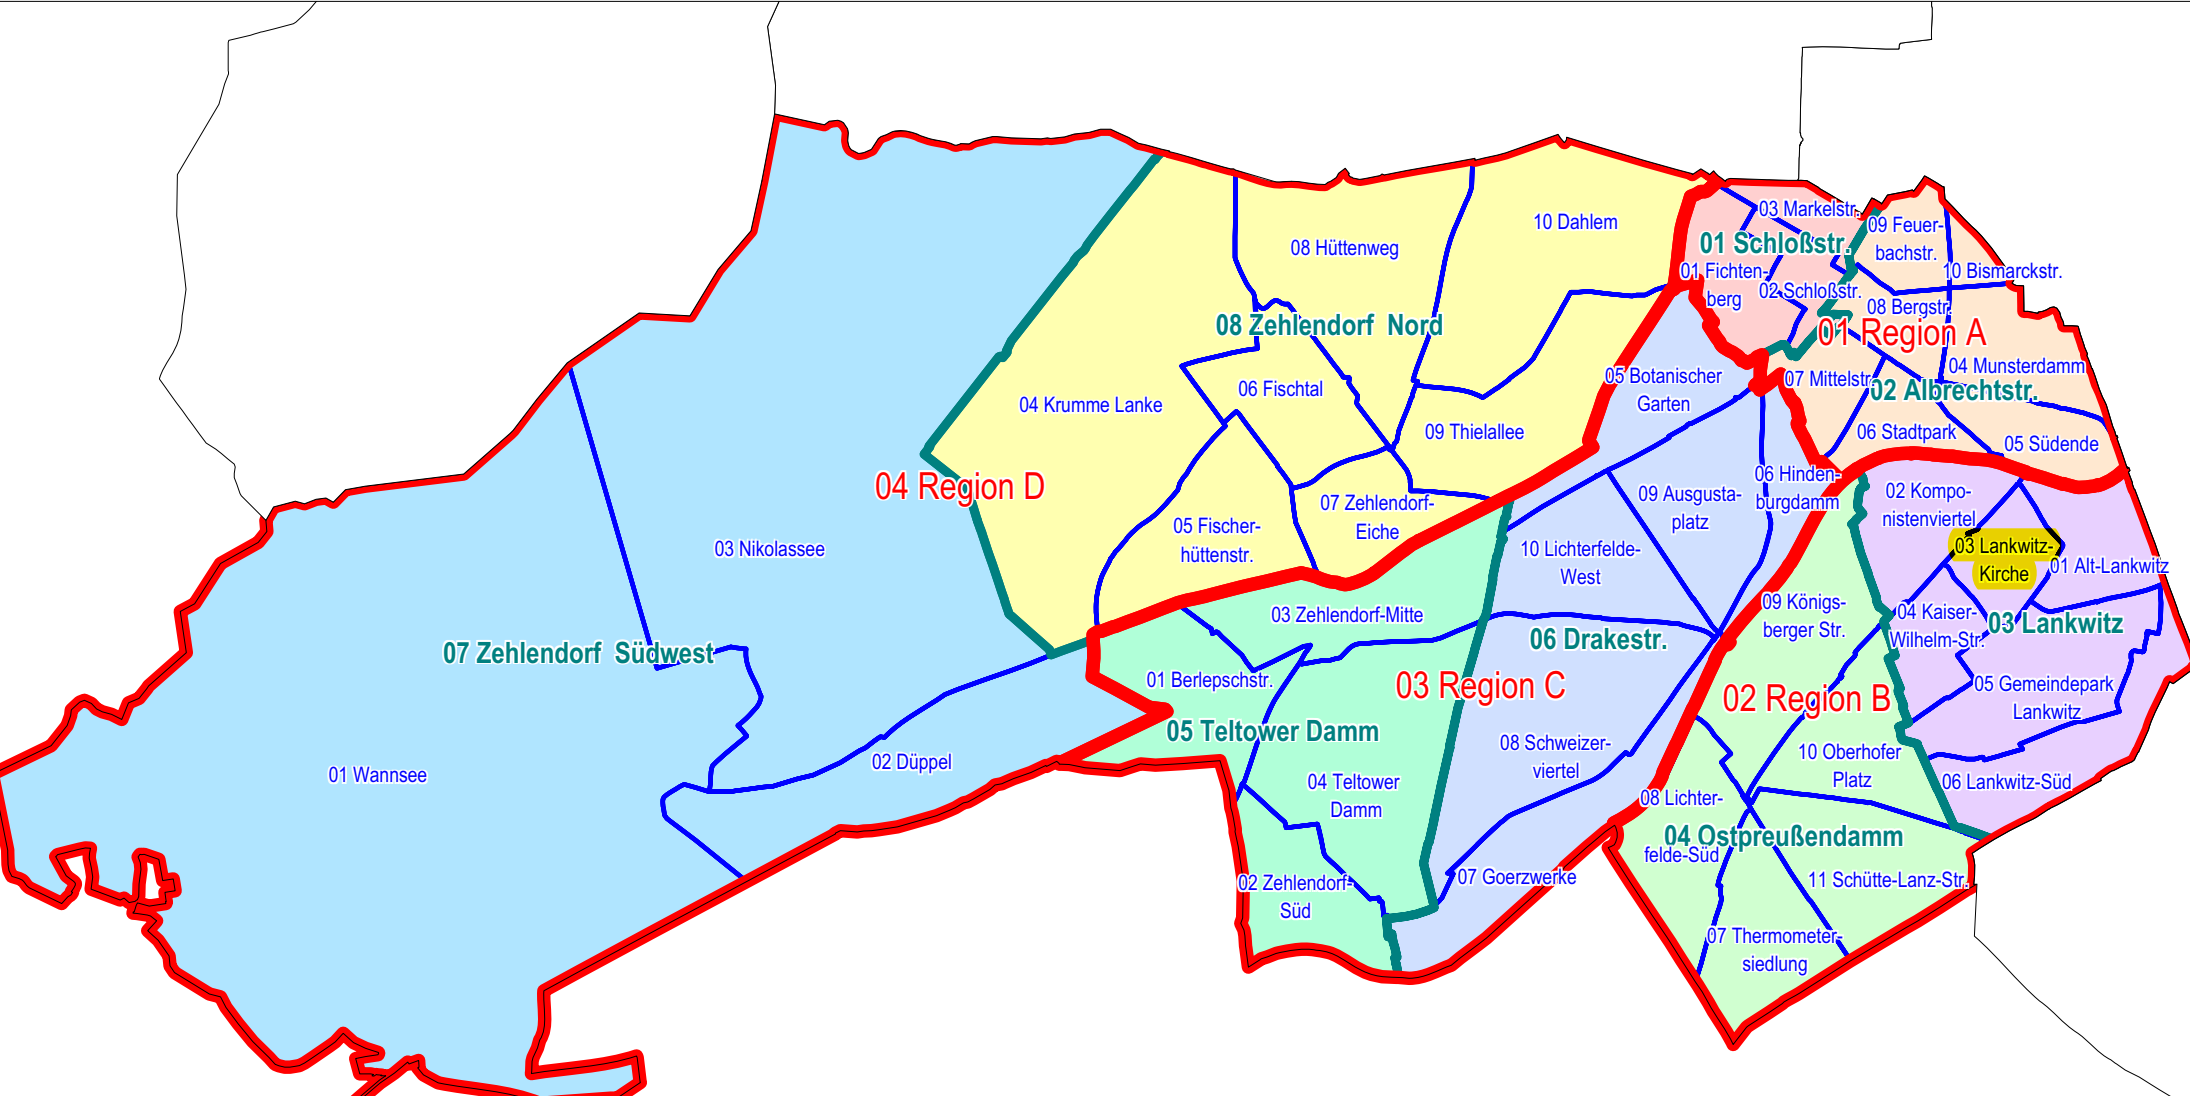 03 Markelstr.
10 Dahlem
09 Feuer-
bachstr.
01 Schloßstr.
08 Hüttenweg
01 Fichten-
berg
10 Bismarckstr.
02 Schloßstr.
08 Bergstr.
08 Zehlendorf Nord
01 Region A
04 Munsterdamm
05 Botanischer
Garten
07 Mittelstr.
02 Albrechtstr.
06 Fischtal
04 Krumme Lanke
09 Thielallee
06 Stadtpark
05 Südende
04 Region D
06 Hinden-
burgdamm
02 Kompo-
nistenviertel
09 Ausgusta-
platz
07 Zehlendorf-
Eiche
05 Fischer-
hüttenstr.
03 Nikolassee
10 Lichterfelde-
West
03 Lankwitz-
Kirche
01 Alt-Lankwitz
09 Königs-
berger Str.
04 Kaiser-
Wilhelm-Str.
03 Lankwitz
03 Zehlendorf-Mitte
06 Drakestr.
07 Zehlendorf Südwest
01 Berlepschstr.
03 Region C
02 Region B
05 Gemeindepark
Lankwitz
05 Teltower Damm
08 Schweizer-
viertel
10 Oberhofer
Platz
02 Düppel
01 Wannsee
04 Teltower
Damm
06 Lankwitz-Süd
08 Lichter-
felde-Süd
04 Ostpreußendamm
07 Goerzwerke
02 Zehlendorf-
Süd
11 Schütte-Lanz-Str.
07 Thermometer-
siedlung